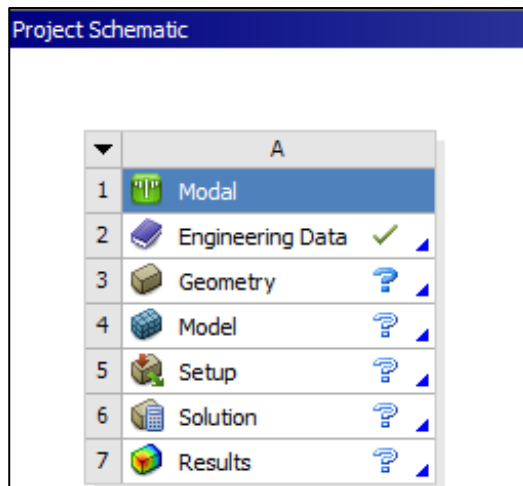 Project Schematic
A
1 Modal
2 Engineering Data
3 Geometry ?
4 Model ?
5 Setup ?
6 Solution ?
7 Results ?